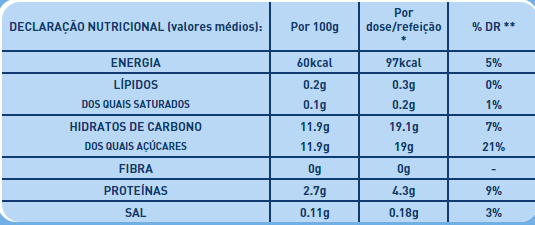 DECLARAÇÃO NUTRICIONAL (valores médios): Por 100g Por dose/refeição * % DR **
ENERGIA 60kcal 97kcal 5%
LÍPIDOS 0.2g 0.3g 0%
DOS QUAIS SATURADOS 0.1g 0.2g 1%
HIDRATOS DE CARBONO 11.9g 19.1g 7%
DOS QUAIS AÇÚCARES 11.9g 19g 21%
FIBRA 0g 0g -
PROTEÍNAS 2.7g 4.3g 9%
SAL 0.11g 0.18g 3%